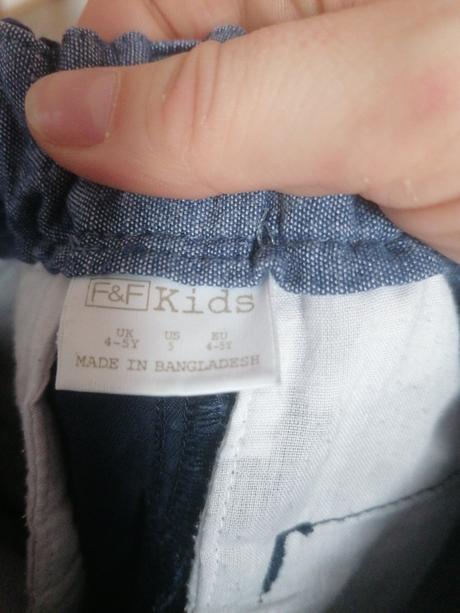 F&F Kids
UK US EU
4-5Y 5 4-5Y
MADE IN BANGLADESH